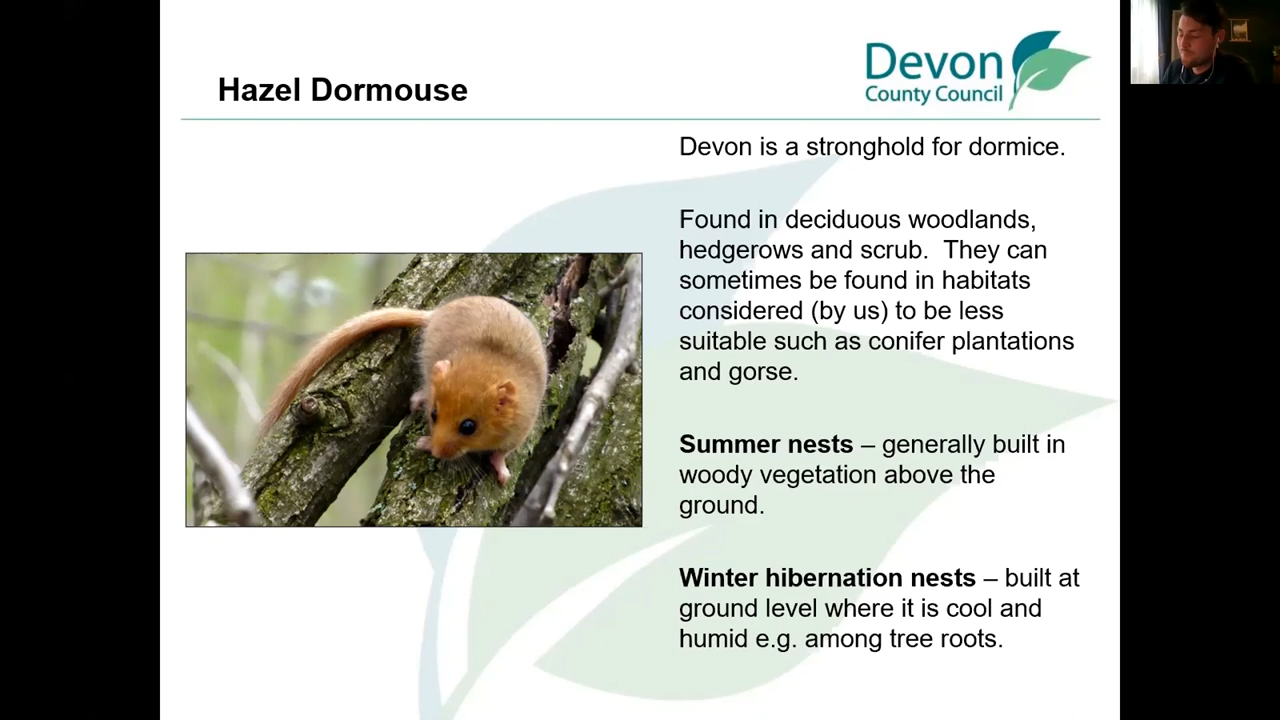 Hazel Dormouse
Devon
County Council
Devon is a stronghold for dormice.
Found in deciduous woodlands,
hedgerows and scrub.  They can
sometimes be found in habitats
considered (by us) to be less
suitable such as conifer plantations
and gorse.
Summer nests – generally built in
woody vegetation above the
ground.
Winter hibernation nests – built at
ground level where it is cool and
humid e.g. among tree roots.